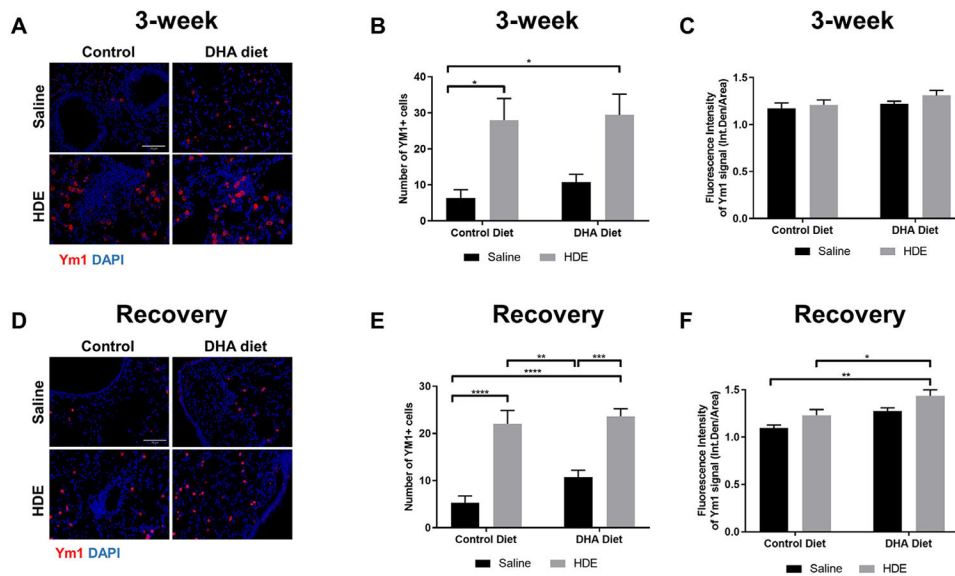 A
3-week
Control
DHA diet
Saline
HDE
Ym1 DAPI
B
3-week
Number of YM1+ cells
40
30
20
10
0
*
*
Control Diet
DHA Diet
Saline
HDE
C
3-week
Fluorescence Intensity
of Ym1 signal (Int.Den/Area)
1.5
1.0
0.5
0.0
Control Diet
DHA Diet
Saline
HDE
D
Recovery
Control
DHA diet
Saline
HDE
Ym1 DAPI
E
Recovery
Number of YM1+ cells
30
20
10
0
**
***
****
****
Control Diet
DHA Diet
Saline
HDE
F
Recovery
Fluorescence Intensity
of Ym1 signal (Int.Den/Area)
1.5
1.0
0.5
0.0
*
**
Control Diet
DHA Diet
Saline
HDE